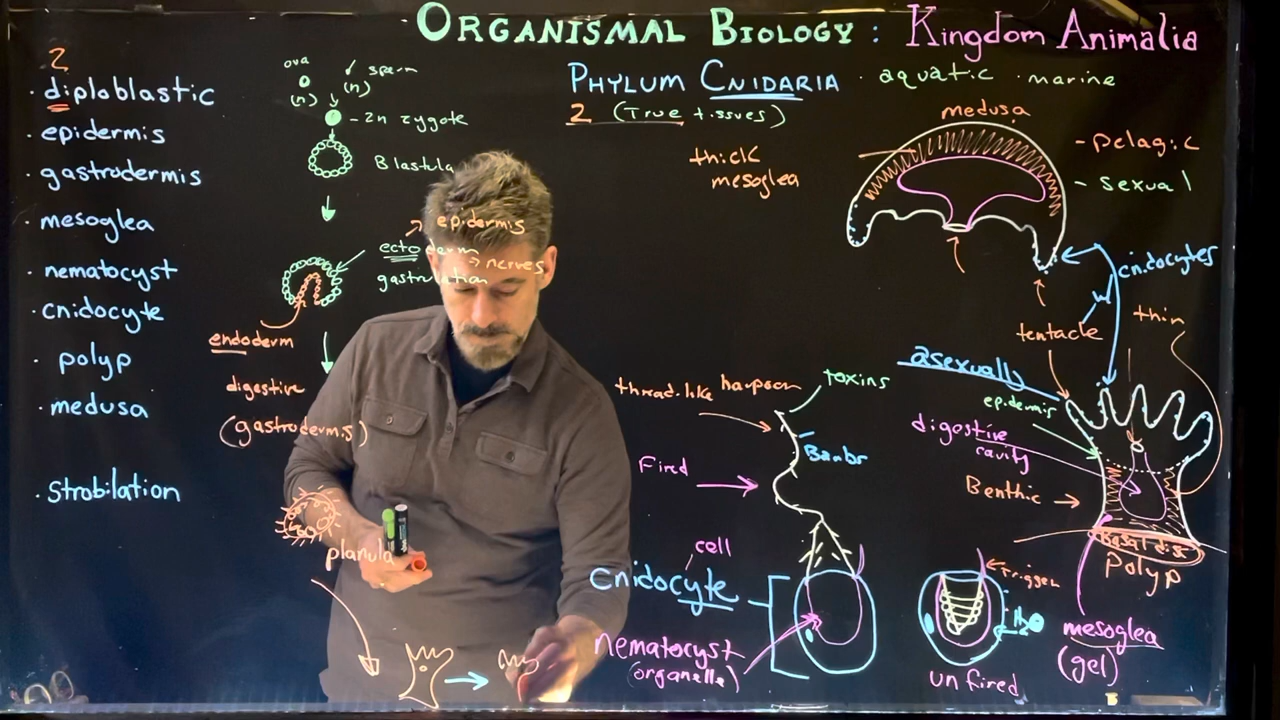 ORGANISMAL BIOLOGY : Kingdom Animalia
PHYLUM CNIDARIA · aquatic · marine
2 (True tissues)
2
· diploblastic
· epidermis
· gastrodermis
mesoglea
· nematocyst
· cnidocyte
· polyp
· medusa
· Strobilation
ova
(n)
sperm
(n)
- 2n zygote
Blastula
epidermis
ectoderm
→ nerves
gastrulation
endoderm
digestive
(gastrodermis)
planula
thick
mesoglea
medusa
- pelagic
- sexual
cnidocytes
tentacle
thin
asexually
epidermis
digestive
cavity
Benthic →
Basal disc
Polyp
mesoglea
(gel)
thread-like harpoon
toxins
Barbs
Fired
cell
cnidocyte
nematocyst
(organelle)
trigger
H2O
unfired